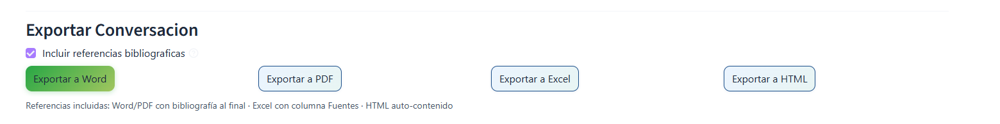 Exportar Conversacion
Incluir referencias bibliograficas
Exportar a Word
Exportar a PDF
Exportar a Excel
Exportar a HTML
Referencias incluidas: Word/PDF con bibliografía al final · Excel con columna Fuentes · HTML auto-contenido